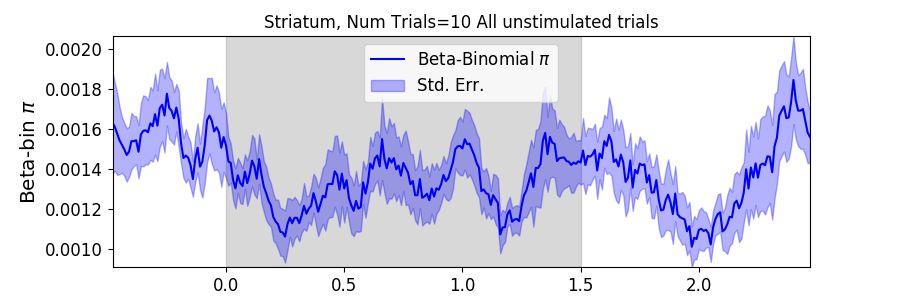 Striatum, Num Trials=10 All unstimulated trials
Beta-Binomial π
Std. Err.
Beta-bin π
0.0020
0.0018
0.0016
0.0014
0.0012
0.0010
0.0 0.5 1.0 1.5 2.0